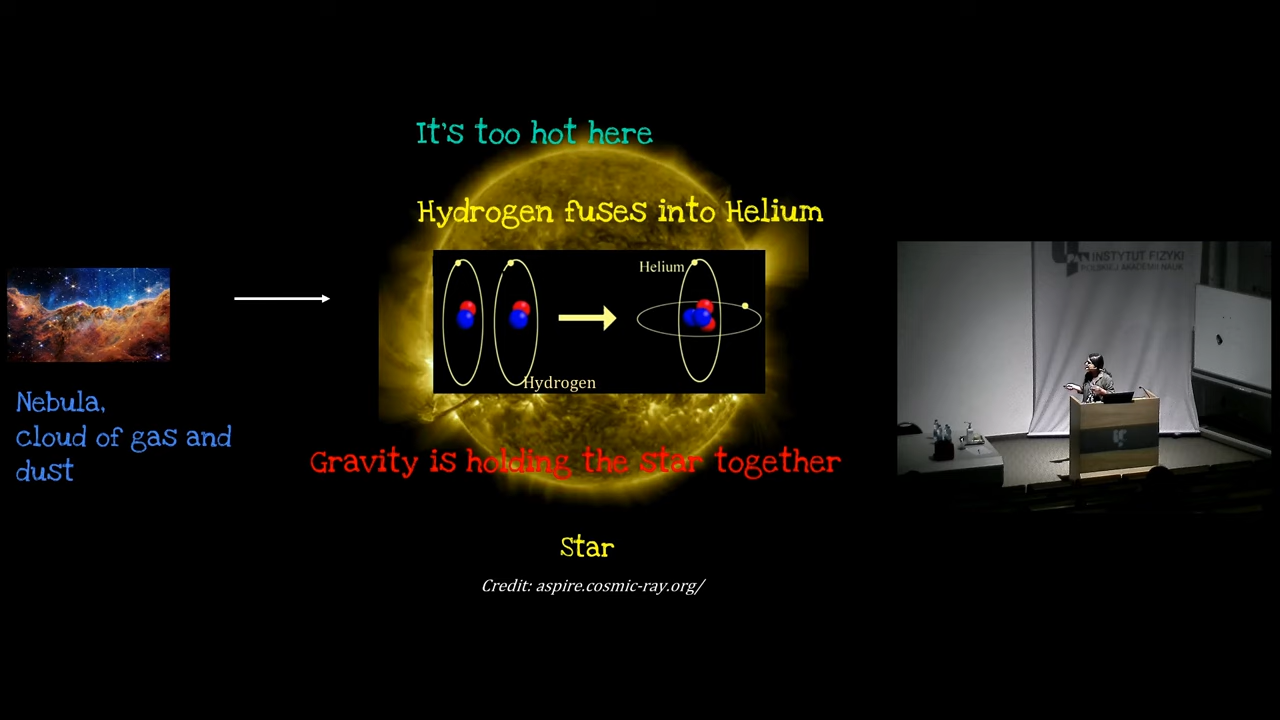 It's too hot here
Hydrogen fuses into Helium
Helium
Hydrogen
Nebula,
cloud of gas and
dust
Gravity is holding the star together
Star
Credit: aspire.cosmic-ray.org/
INSTYTUT FIZYKI
POLSKIEJ AKADEMII NAUK